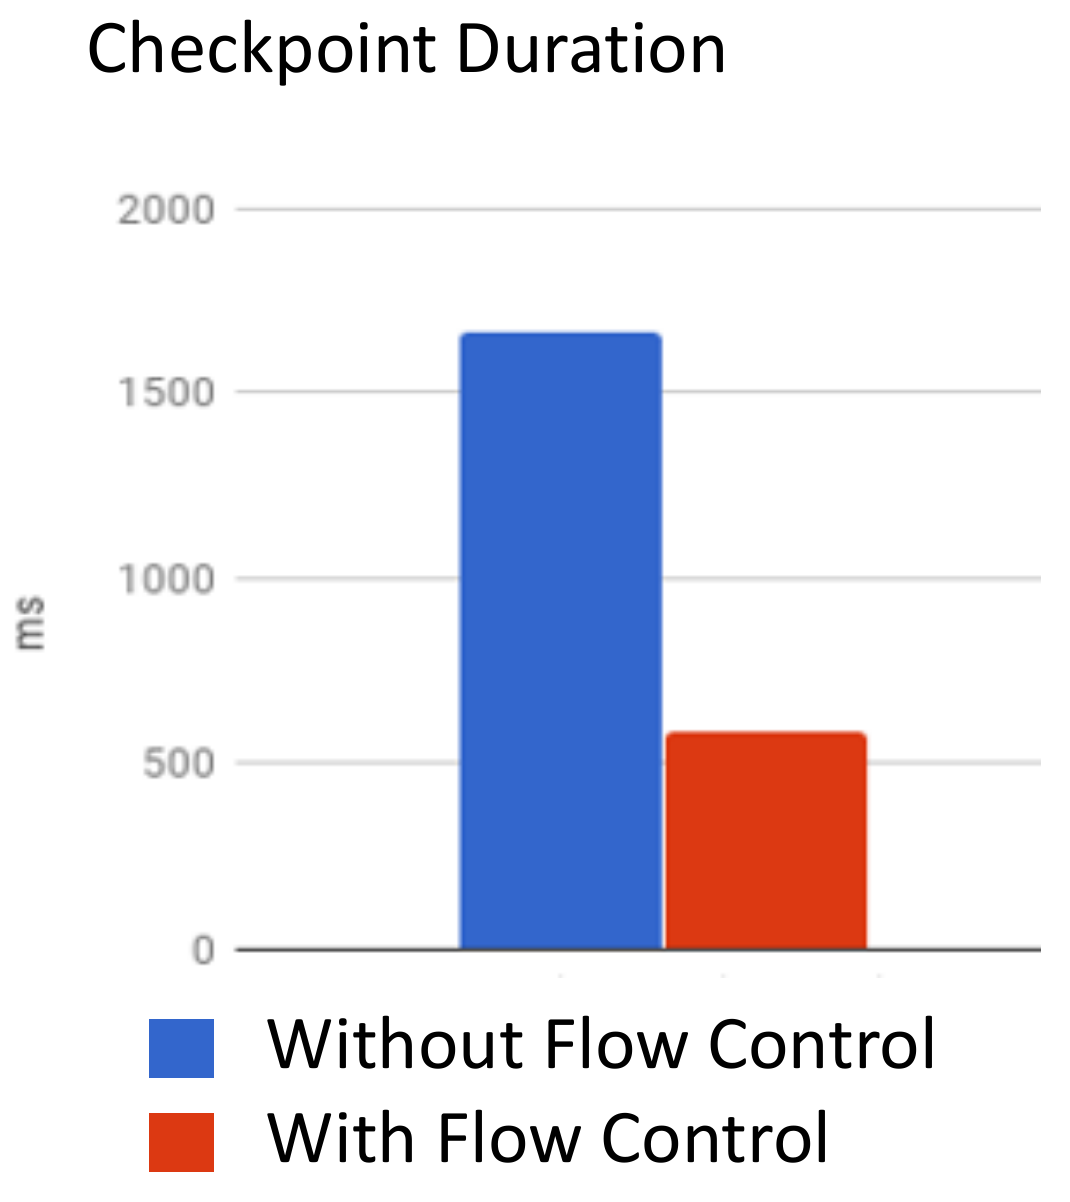 Checkpoint Duration
2000
1500
1000
ms
500
0
Without Flow Control
With Flow Control